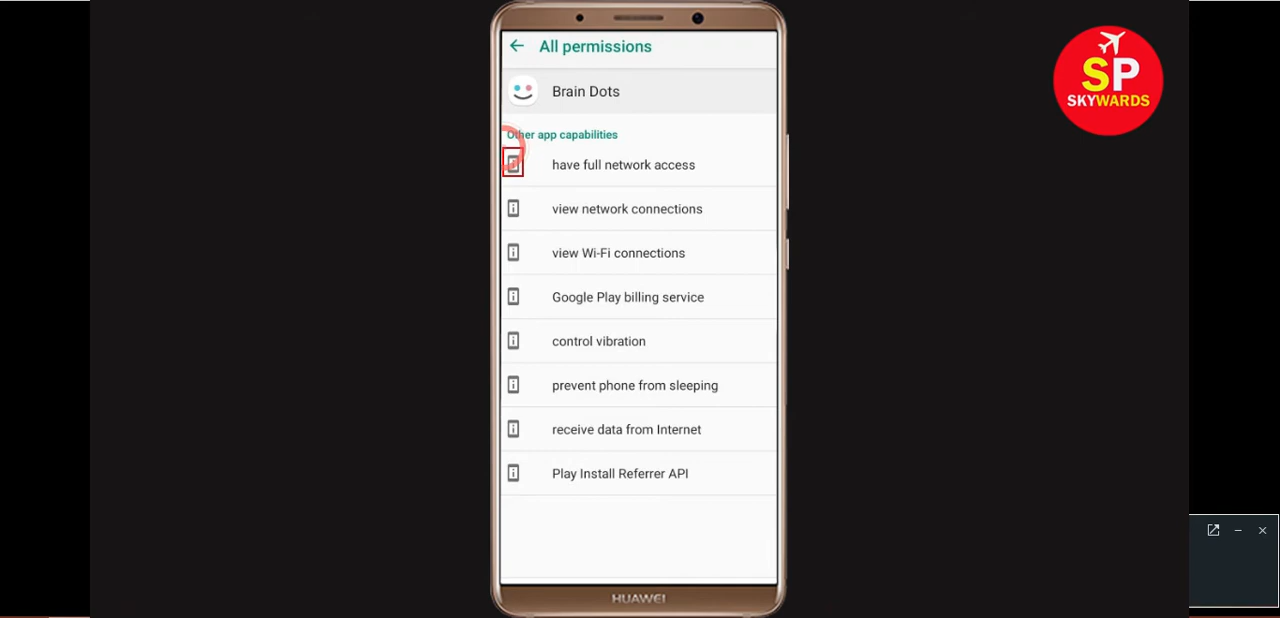 All permissions
Brain Dots
Other app capabilities
have full network access
view network connections
view Wi-Fi connections
Google Play billing service
control vibration
prevent phone from sleeping
receive data from Internet
Play Install Referrer API
HUAWEI
SP
SKYWARDS